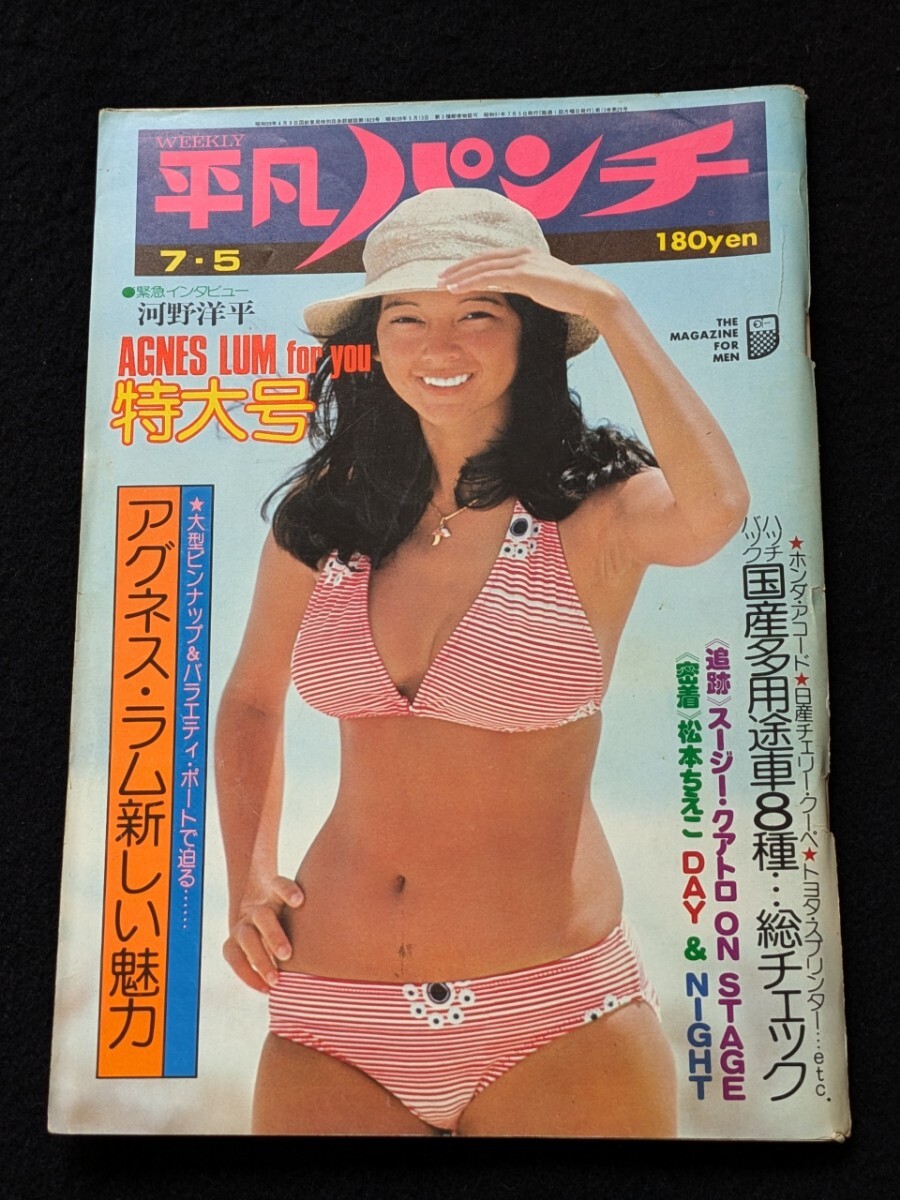 WEEKLY
平凡パンチ
7・5
180yen
●緊急インタビュー
河野洋平
AGNES LUM for you
特大号
THE
MAGAZINE
FOR
MEN
★大型ピンナップ&バラエティ・ポートで迫る……
アグネス・ラム新しい魅力
★ホンダ・アコード★日産チェリー・クーペ★トヨタ・スプリンター…etc.
ハッチバック国産多用途車8種…総チェック
《追跡》スージー・クアトロ ON STAGE
《密着》松本ちえこ DAY & NIGHT